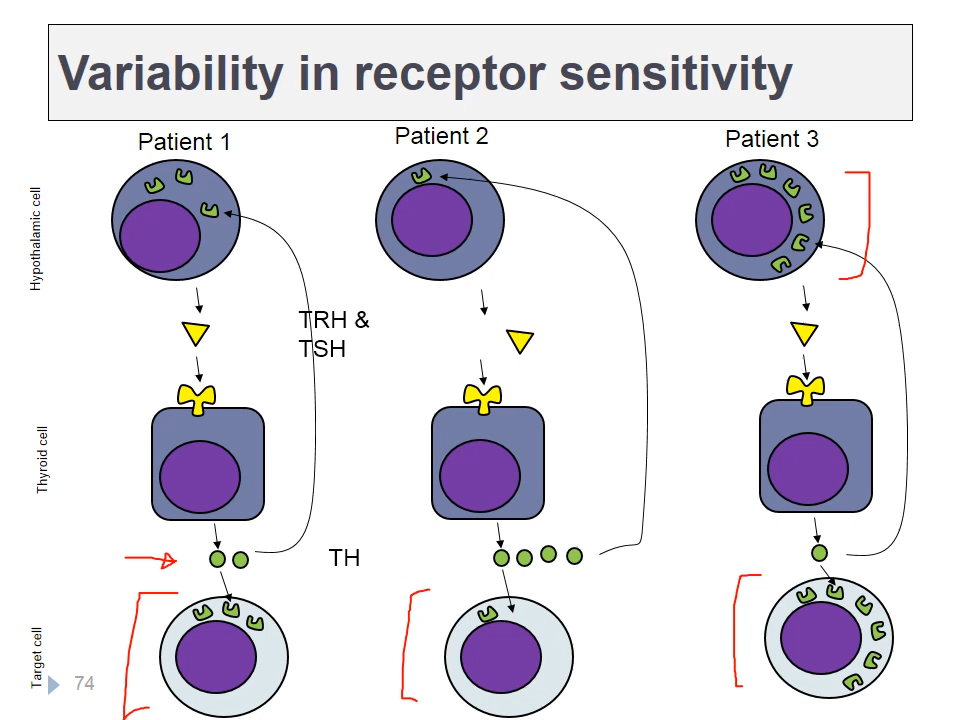 Variability in receptor sensitivity
Patient 1
Patient 2
Patient 3
Hypothalamic cell
TRH &
TSH
Thyroid cell
TH
Target cell
74